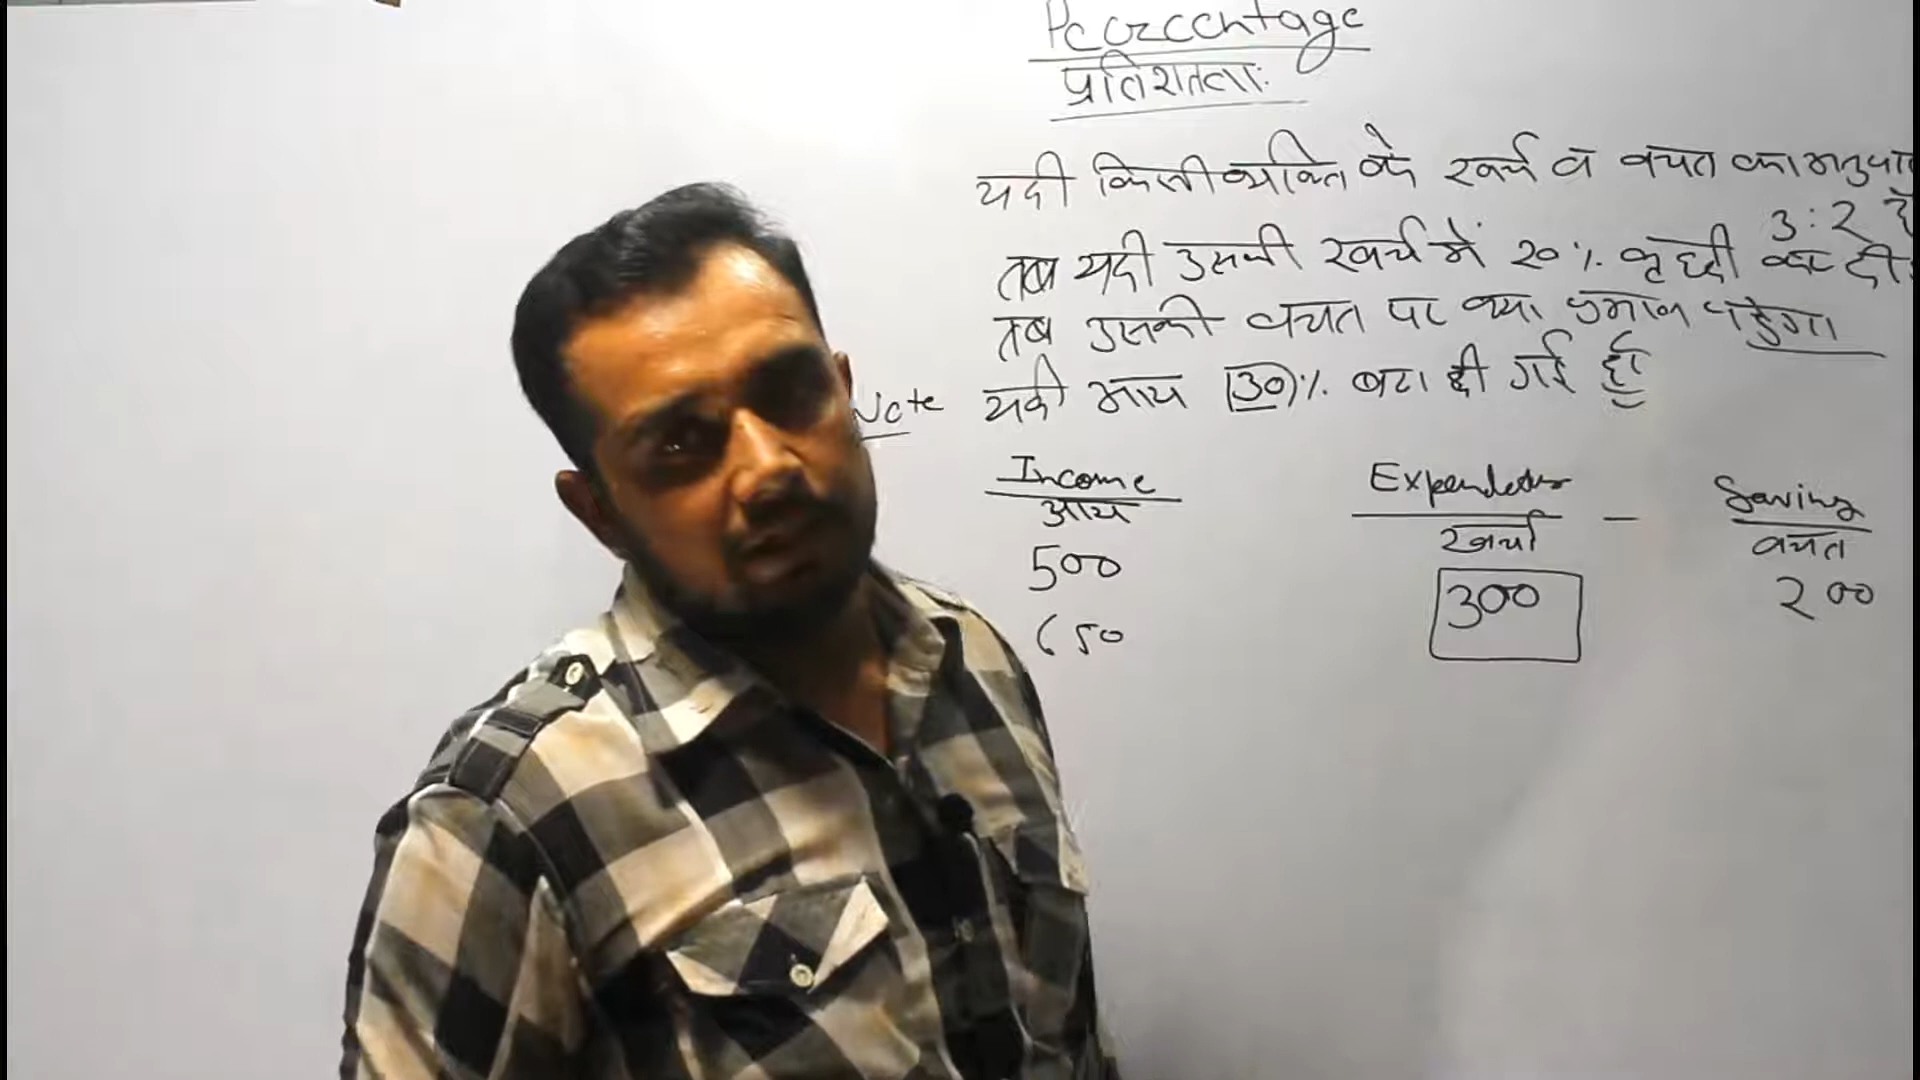 Percentage
प्रतिशतता:
यदी किसी व्यक्ति के खर्च व बचत का अनुपात
3:2 है
तब यदी उसकी खर्च में 20% वृद्धी कर दी
तब उसकी बचत पर क्या प्रभाव पड़ेगा
Note यदी आय (30)% बढा दी गई हो
Income Expenditure — Saving
आय खर्चा बचत
500 300 200
650